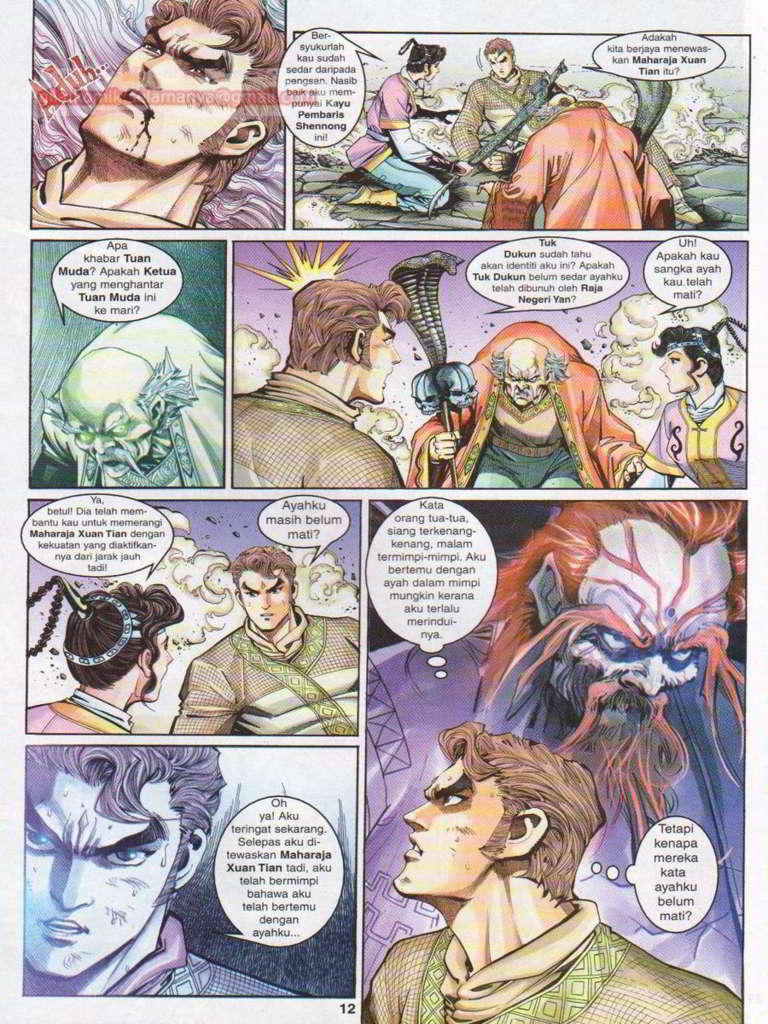 Aduh...
Ber-
syukurlah
kau sudah
sedar daripada
pengsan. Nasib
baik aku mem-
punyai Kayu
Pembaris
Shennong
ini!
Adakah
kita berjaya menewas-
kan Maharaja Xuan
Tian itu?
Apa
khabar Tuan
Muda? Apakah Ketua
yang menghantar
Tuan Muda ini
ke mari?
Tuk
Dukun sudah tahu
akan identiti aku ini? Apakah
Tuk Dukun belum sedar ayahku
telah dibunuh oleh Raja
Negeri Yan?
Uh!
Apakah kau
sangka ayah
kau telah
mati?
Ya,
betul! Dia telah mem-
bantu kau untuk memerangi
Maharaja Xuan Tian dengan
kekuatan yang diaktifkan-
nya dari jarak jauh
tadi!
Ayahku
masih belum
mati?
Kata
orang tua-tua,
siang terkenang-
kenang, malam
termimpi-mimpi. Aku
bertemu dengan
ayah dalam mimpi
mungkin kerana
aku terlalu
merindui-
nya.
Oh
ya! Aku
teringat sekarang.
Selepas aku di-
tewaskan Maharaja
Xuan Tian tadi, aku
telah bermimpi
bahawa aku
telah bertemu
dengan
ayahku...
Tetapi
kenapa
mereka
kata
ayahku
belum
mati?
12